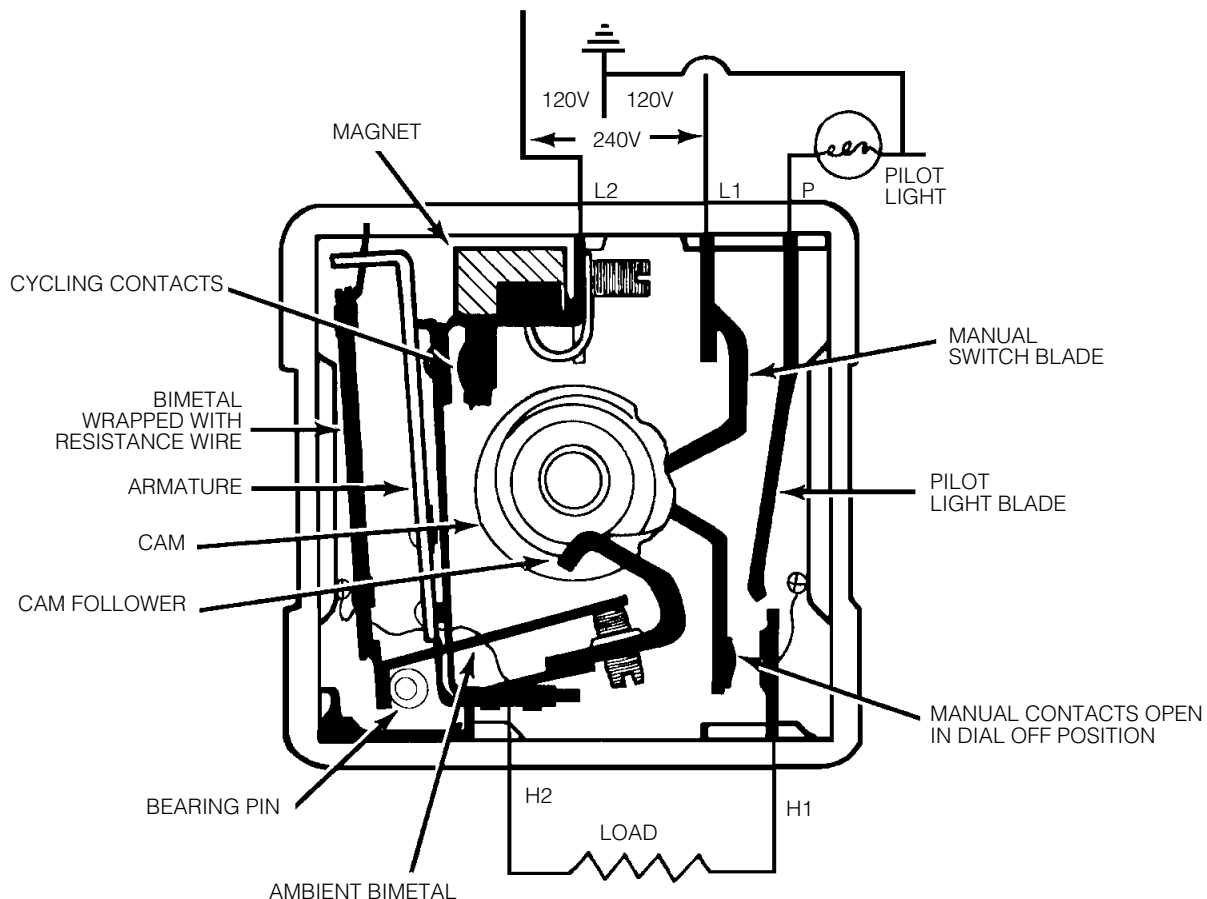 120V
120V
240V
MAGNET
PILOT
LIGHT
L2
L1
P
CYCLING CONTACTS
MANUAL
SWITCH BLADE
BIMETAL
WRAPPED WITH
RESISTANCE WIRE
ARMATURE
PILOT
LIGHT BLADE
CAM
CAM FOLLOWER
MANUAL CONTACTS OPEN
IN DIAL OFF POSITION
BEARING PIN
H2
H1
LOAD
AMBIENT BIMETAL